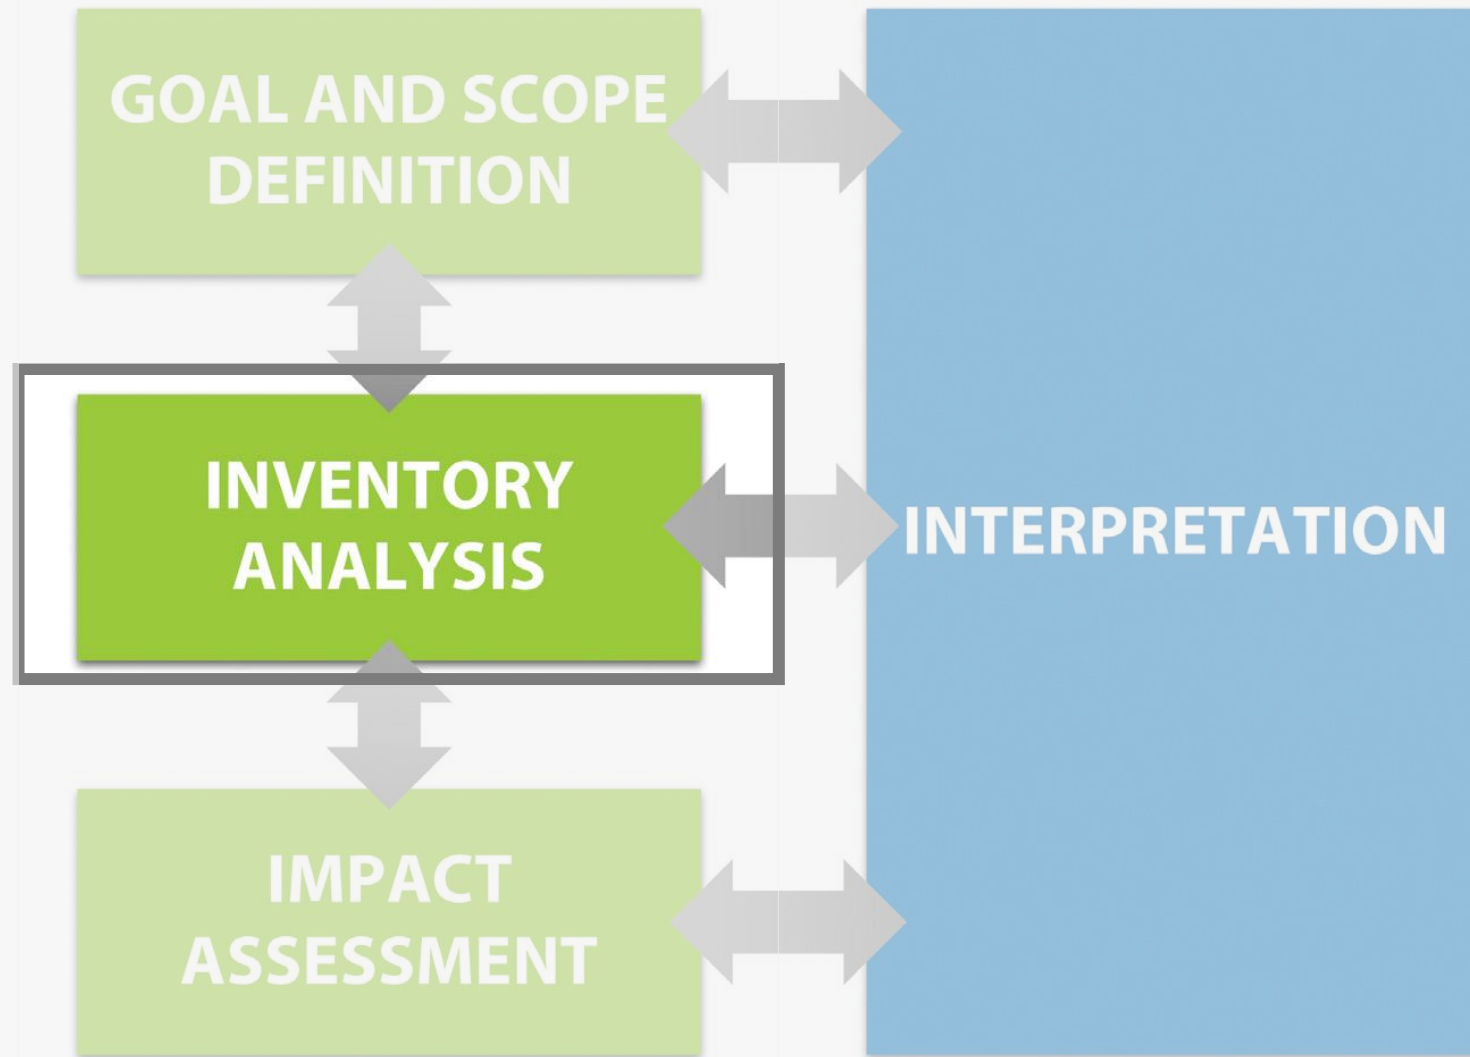 GOAL AND SCOPE
DEFINITION
INVENTORY
ANALYSIS
INTERPRETATION
IMPACT
ASSESSMENT